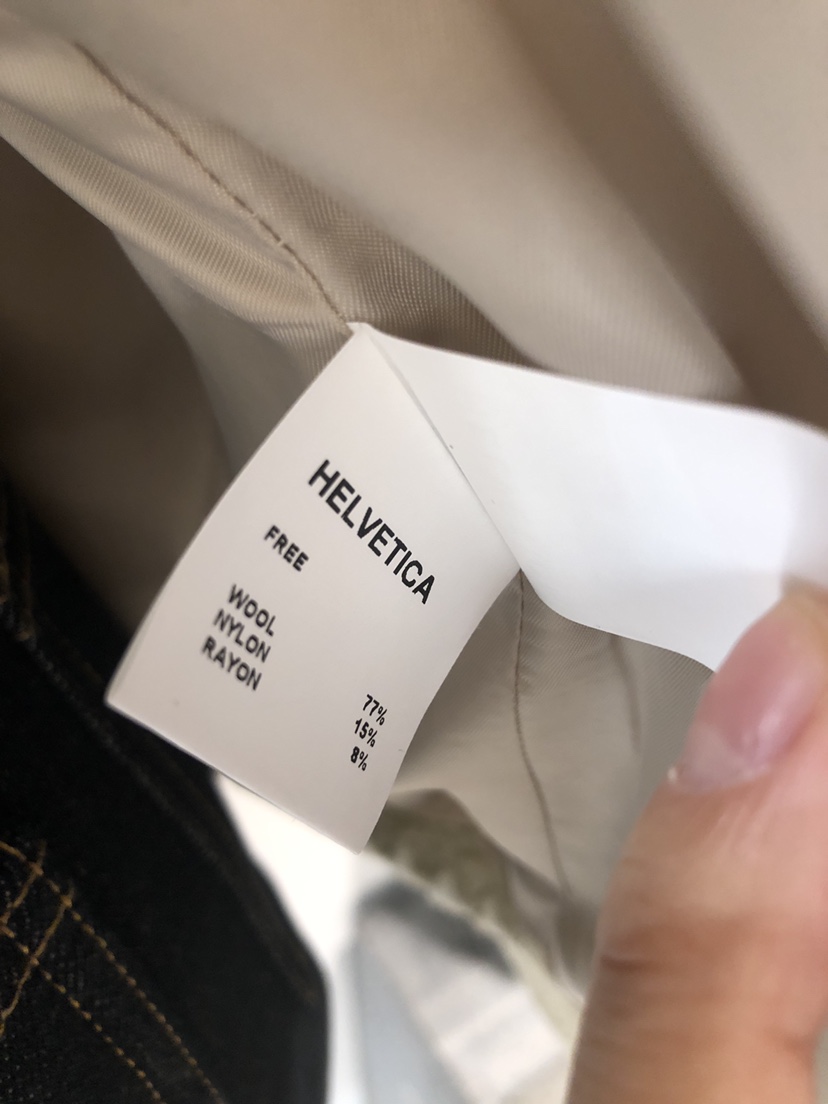 HELVETICA
FREE
WOOL 77%
NYLON 15%
RAYON 8%